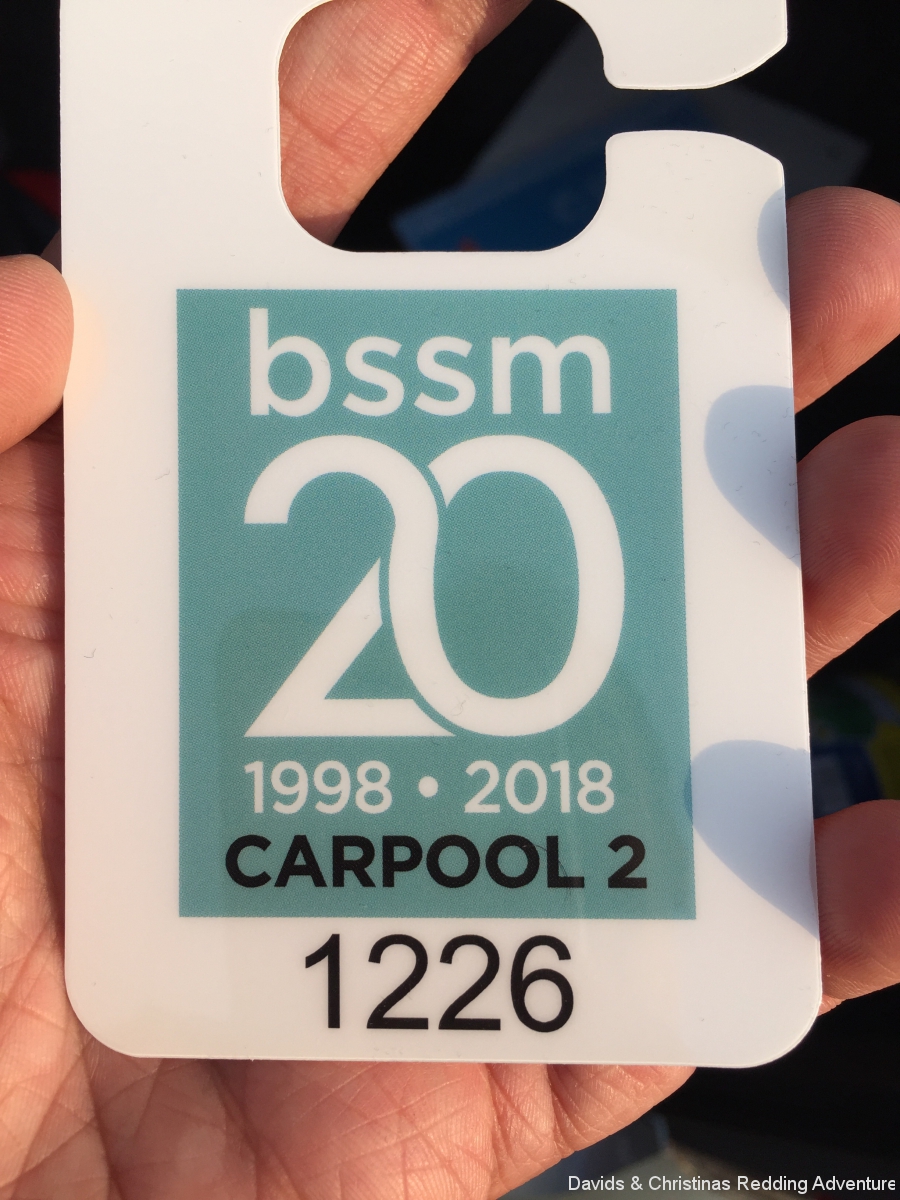 bssm
20
1998 • 2018
CARPOOL 2
1226
Davids & Christinas Redding Adventure